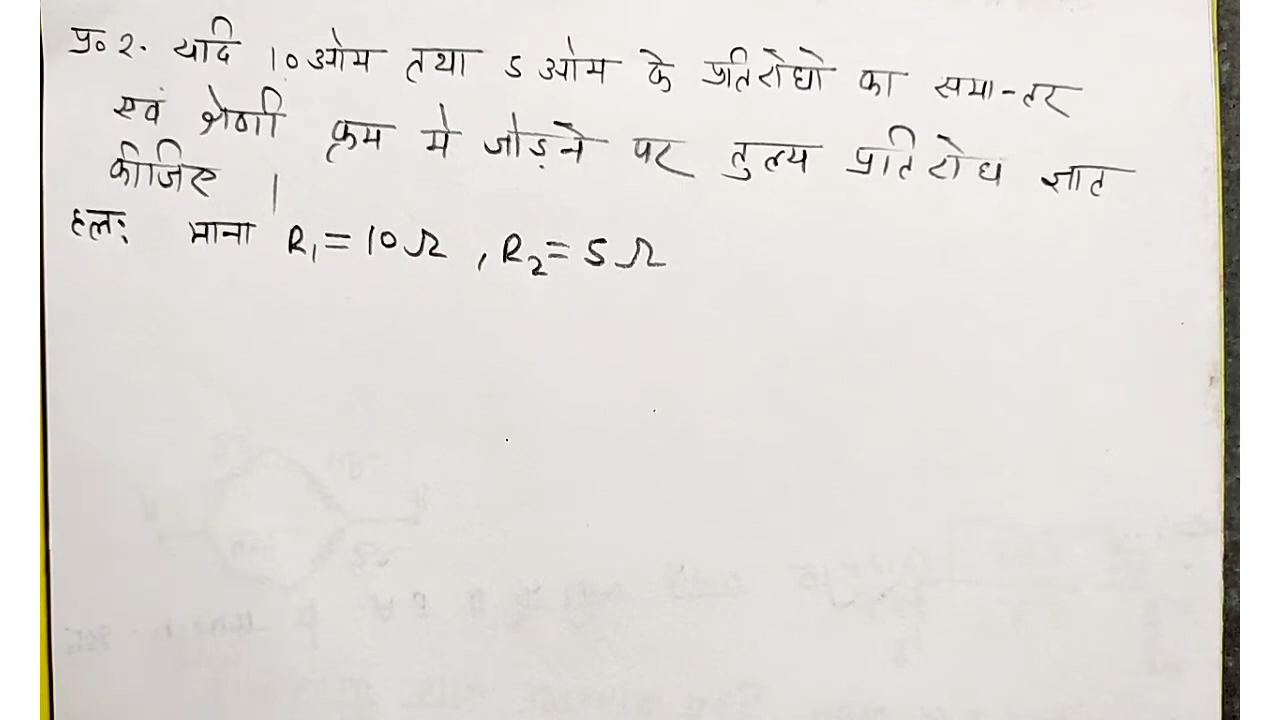 प्र० २. यदि 10 ओम तथा 5 ओम के प्रतिरोधो का समान्तर
एवं श्रेणी क्रम मे जोड़ने पर तुल्य प्रतिरोध ज्ञात
कीजिए |
हल: माना R₁ = 10 Ω , R₂ = 5 Ω